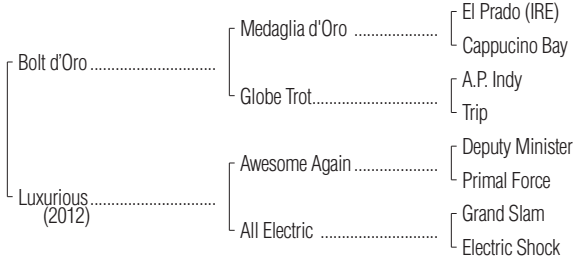 El Prado (IRE)
Medaglia d'Oro ...................
Cappucino Bay
Bolt d’Oro .............................
A.P. Indy
Globe Trot.............................
Trip
Deputy Minister
Awesome Again ...................
Primal Force
Luxurious.............................
(2012)
Grand Slam
All Electric ...........................
Electric Shock